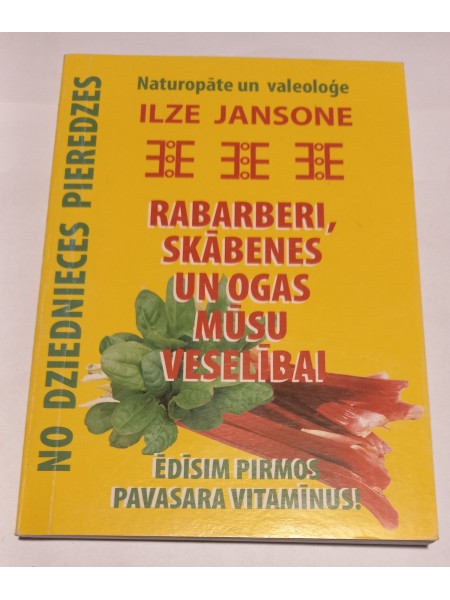 NO DZIEDNIECES PIEREDZES
Naturopāte un valeoloģe
ILZE JANSONE
RABARBERI,
SKĀBENES
UN OGAS
MŪSU
VESELĪBAI
ĒDĪSIM PIRMOS
PAVASARA VITAMĪNUS!